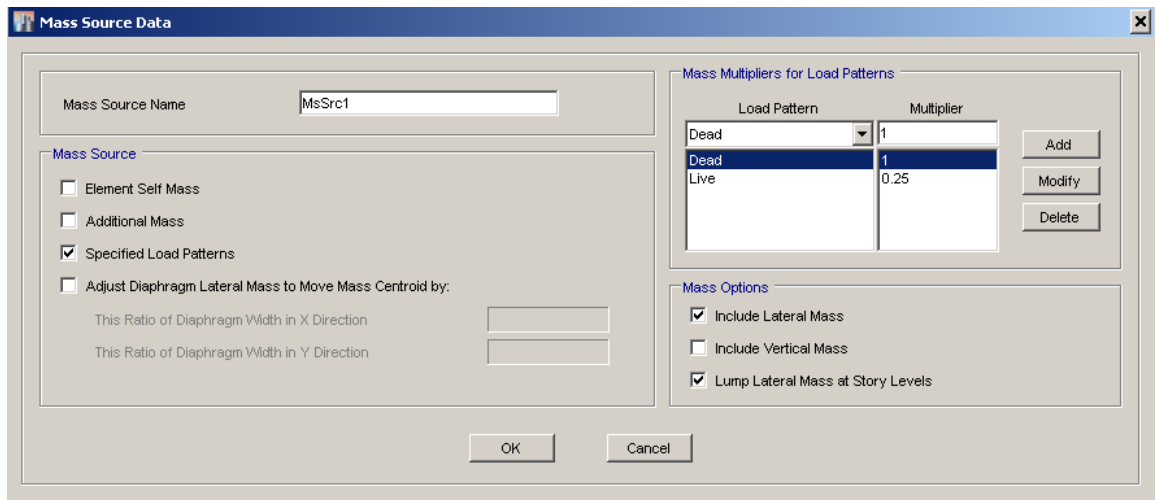 Mass Source Data
Mass Source Name
MsSrc1
Mass Source
Element Self Mass
Additional Mass
Specified Load Patterns
Adjust Diaphragm Lateral Mass to Move Mass Centroid by:
This Ratio of Diaphragm Width in X Direction
This Ratio of Diaphragm Width in Y Direction
Mass Multipliers for Load Patterns
Load Pattern Multiplier
Dead 1
Dead 1
Live 0.25
Add
Modify
Delete
Mass Options
Include Lateral Mass
Include Vertical Mass
Lump Lateral Mass at Story Levels
OK Cancel